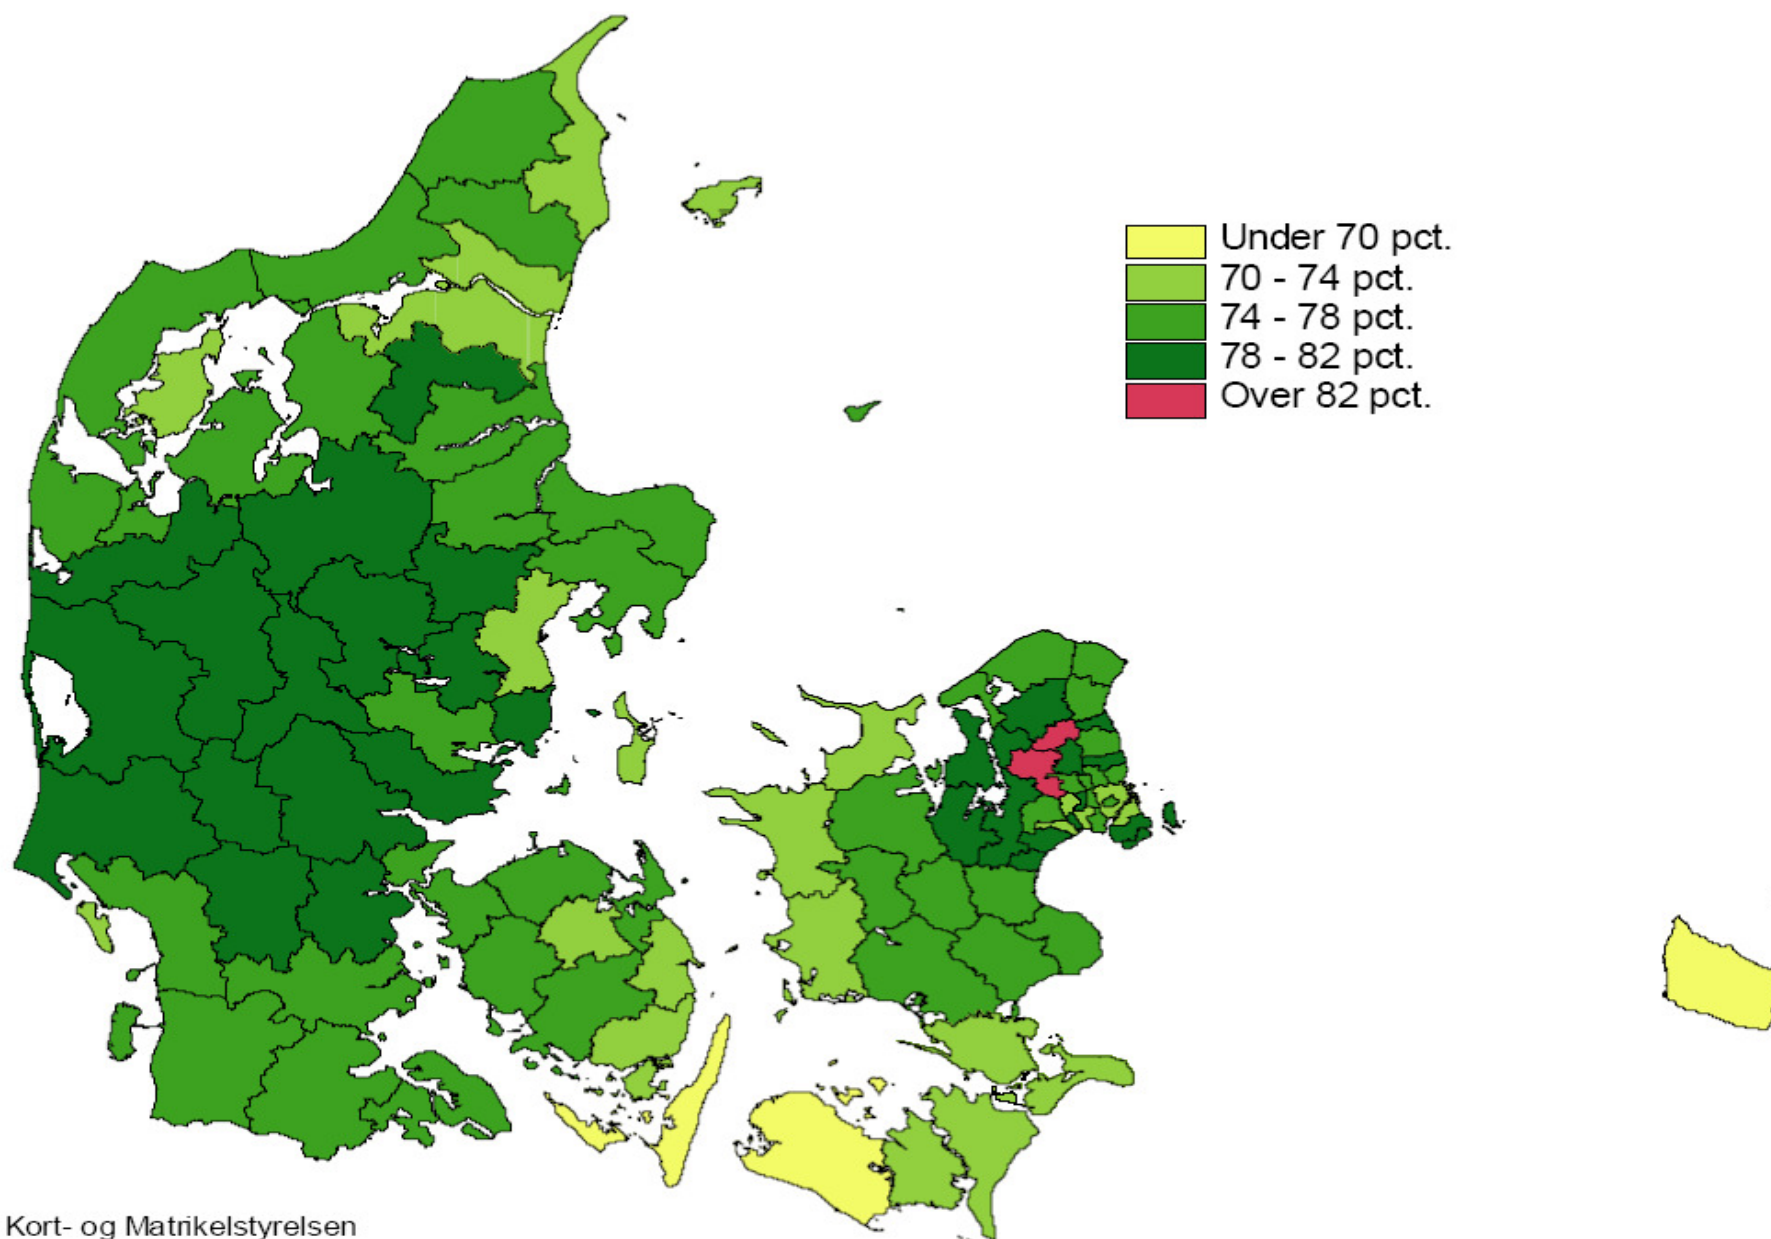 Under 70 pct.
70 - 74 pct.
74 - 78 pct.
78 - 82 pct.
Over 82 pct.
Kort- og Matrikelstyrelsen